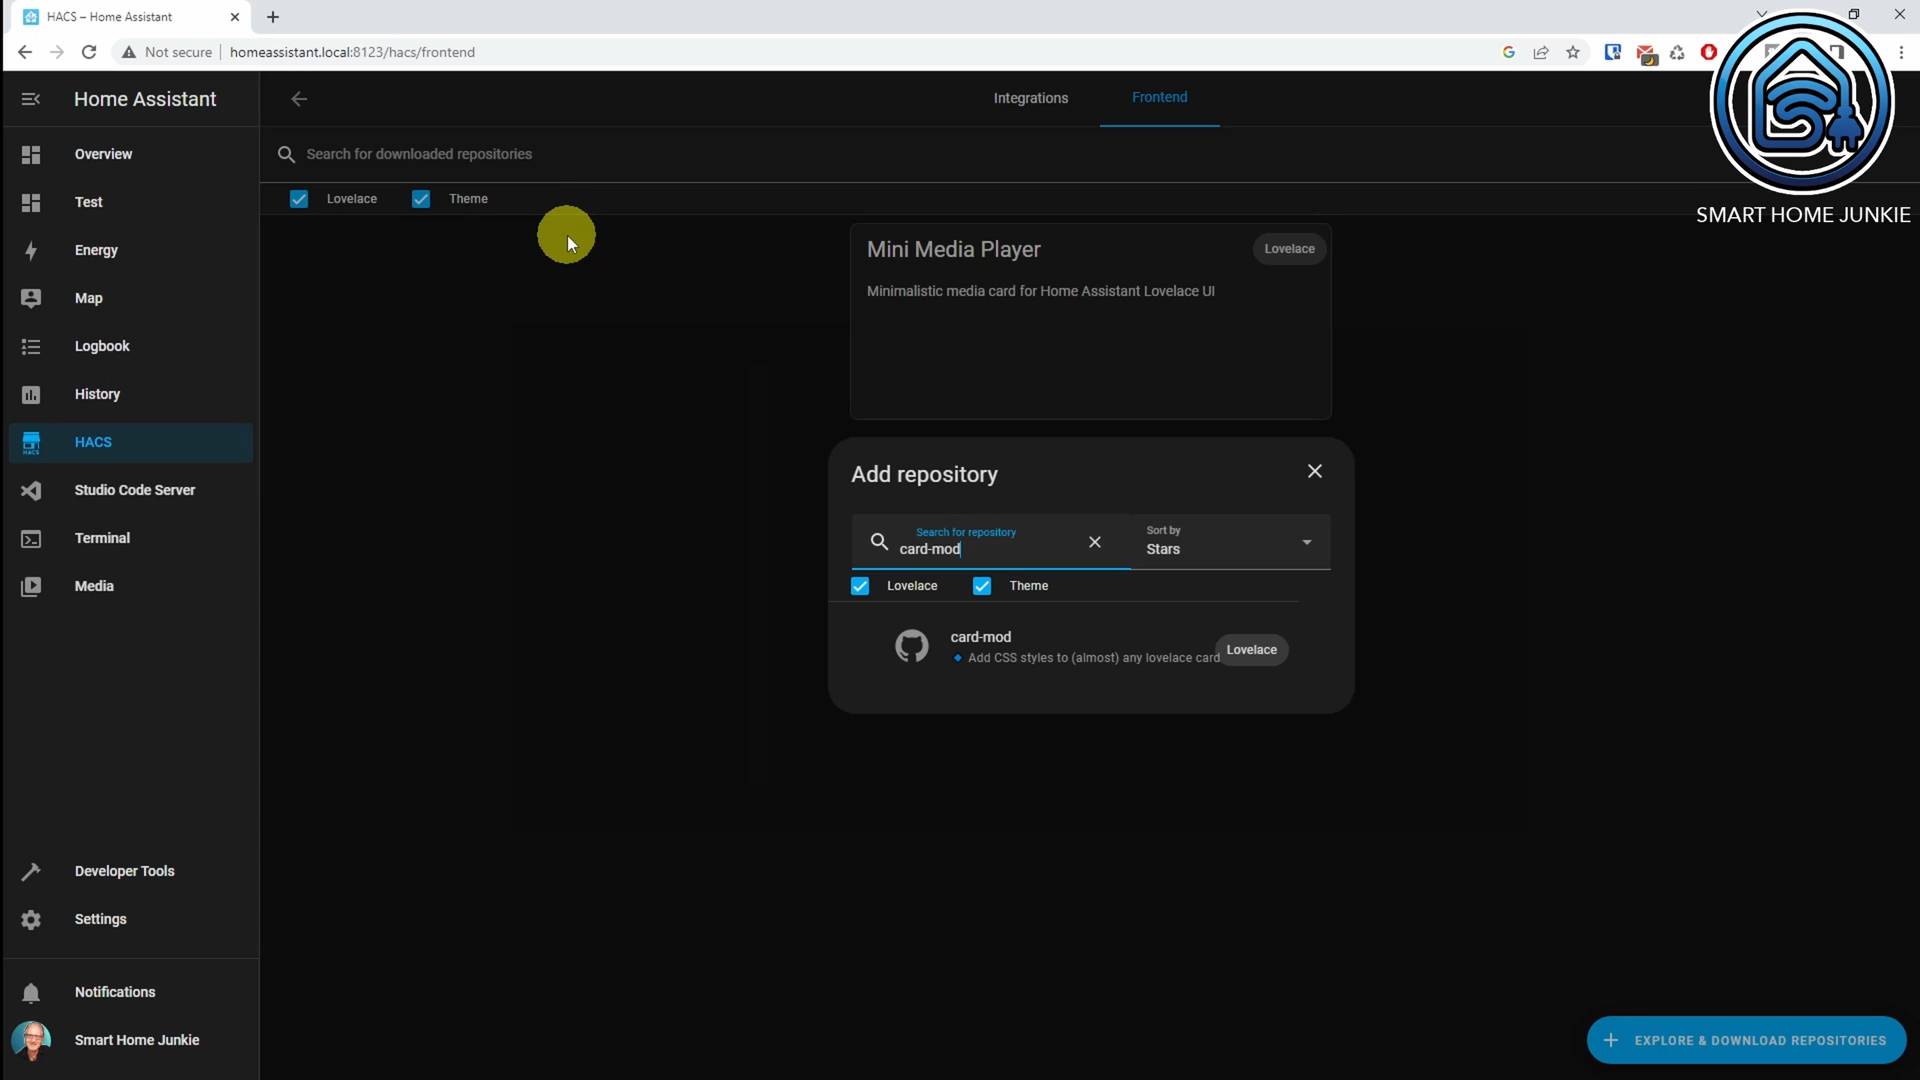 HACS – Home Assistant
Not secure
homeassistant.local:8123/hacs/frontend
Home Assistant
Integrations
Frontend
Overview
Search for downloaded repositories
Test
Lovelace
Theme
SMART HOME JUNKIE
Energy
Mini Media Player
Lovelace
Minimalistic media card for Home Assistant Lovelace UI
Map
Logbook
History
HACS
HACS
Studio Code Server
Terminal
Media
Add repository
Search for repository
card-mod
Sort by
Stars
Lovelace
Theme
card-mod
Add CSS styles to (almost) any lovelace card
Lovelace
Developer Tools
Settings
Notifications
Smart Home Junkie
EXPLORE & DOWNLOAD REPOSITORIES